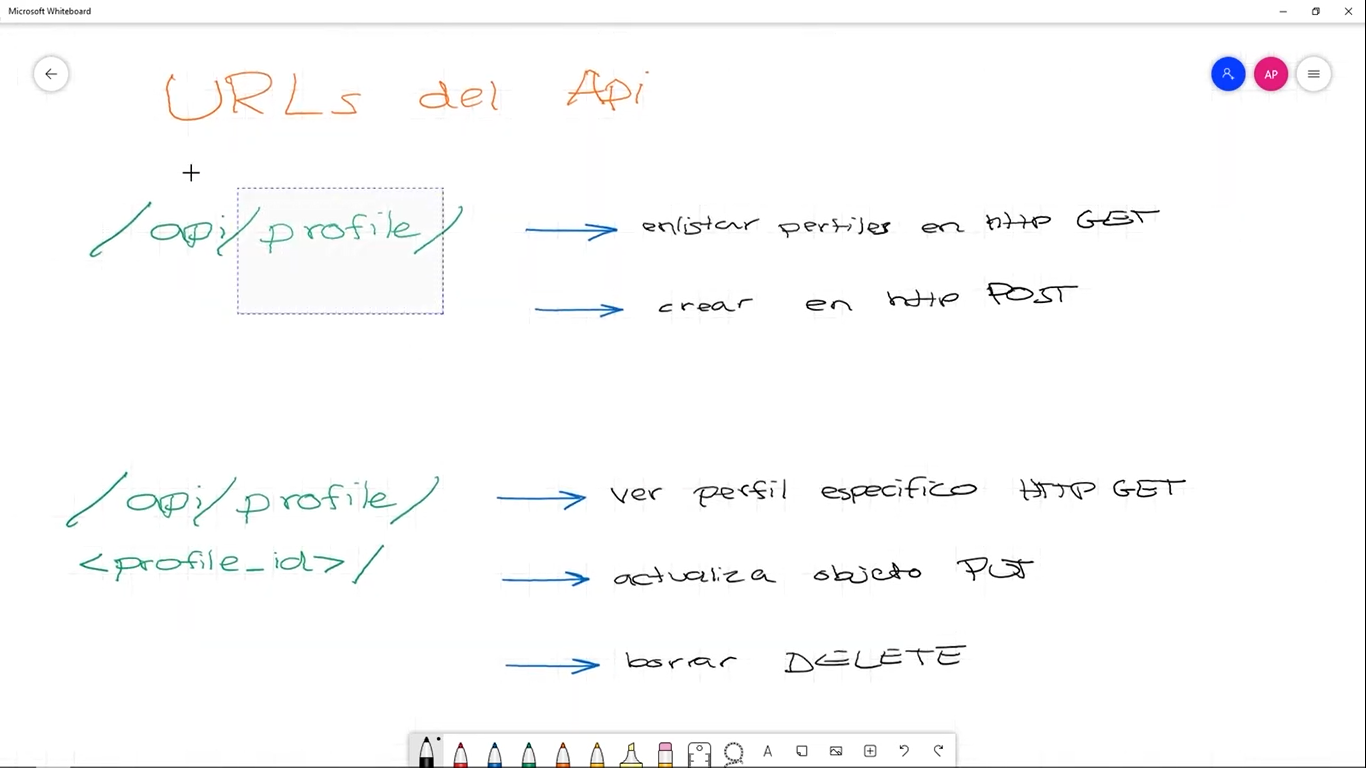 Microsoft Whiteboard
AP
URLs del Api
/api/profile/
enlistar perfiles en http GET
crear en http POST
/api/profile/
<profile_id>/
ver perfil especifico HTTP GET
actualiza objeto PUT
borrar DELETE
A